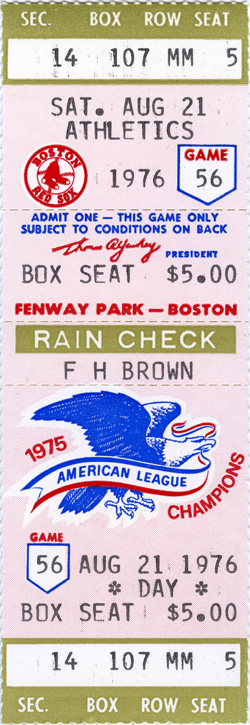 SEC. BOX ROW SEAT
14 107 MM 5
SAT. AUG 21
ATHLETICS
BOSTON
RED SOX
1976
GAME
56
ADMIT ONE — THIS GAME ONLY
SUBJECT TO CONDITIONS ON BACK
Thomas A Yawkey
PRESIDENT
BOX SEAT $5.00
FENWAY PARK — BOSTON
RAIN CHECK
F H BROWN
1975
AMERICAN LEAGUE
CHAMPIONS
GAME
56
AUG 21 1976
* DAY *
BOX SEAT $5.00
14 107 MM 5
SEC. BOX ROW SEAT